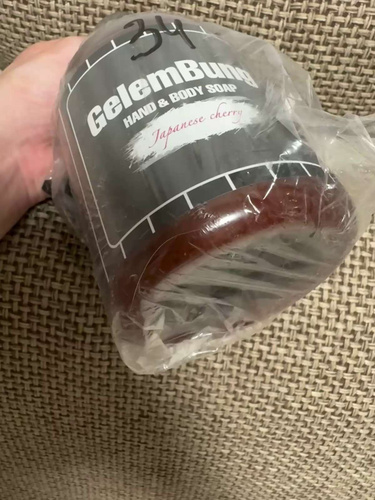 34
GelemBung
HAND & BODY SOAP
Japanese cherry